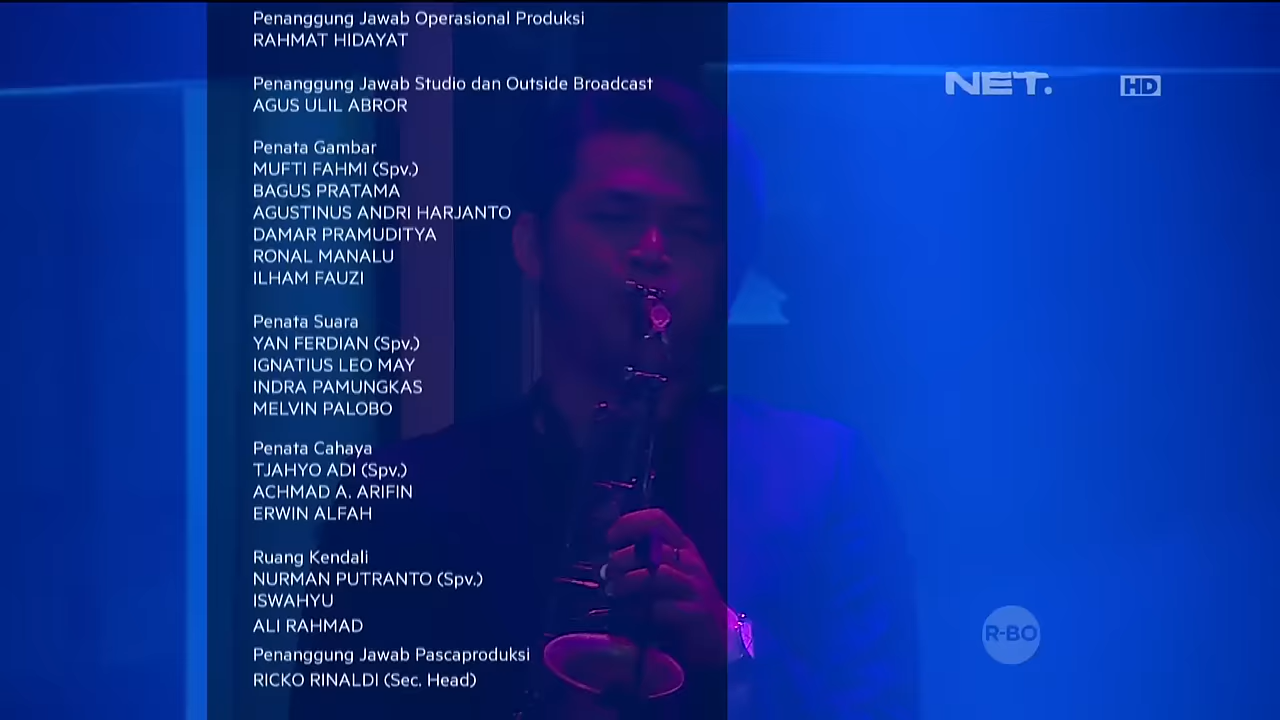 Penanggung Jawab Operasional Produksi
RAHMAT HIDAYAT
Penanggung Jawab Studio dan Outside Broadcast
AGUS ULIL ABROR
NET.
HD
Penata Gambar
MUFTI FAHMI (Spv.)
BAGUS PRATAMA
AGUSTINUS ANDRI HARJANTO
DAMAR PRAMUDITYA
RONAL MANALU
ILHAM FAUZI
Penata Suara
YAN FERDIAN (Spv.)
IGNATIUS LEO MAY
INDRA PAMUNGKAS
MELVIN PALOBO
Penata Cahaya
TJAHYO ADI (Spv.)
ACHMAD A. ARIFIN
ERWIN ALFAH
Ruang Kendali
NURMAN PUTRANTO (Spv.)
ISWAHYU
ALI RAHMAD
Penanggung Jawab Pascaproduksi
RICKO RINALDI (Sec. Head)
R-BO